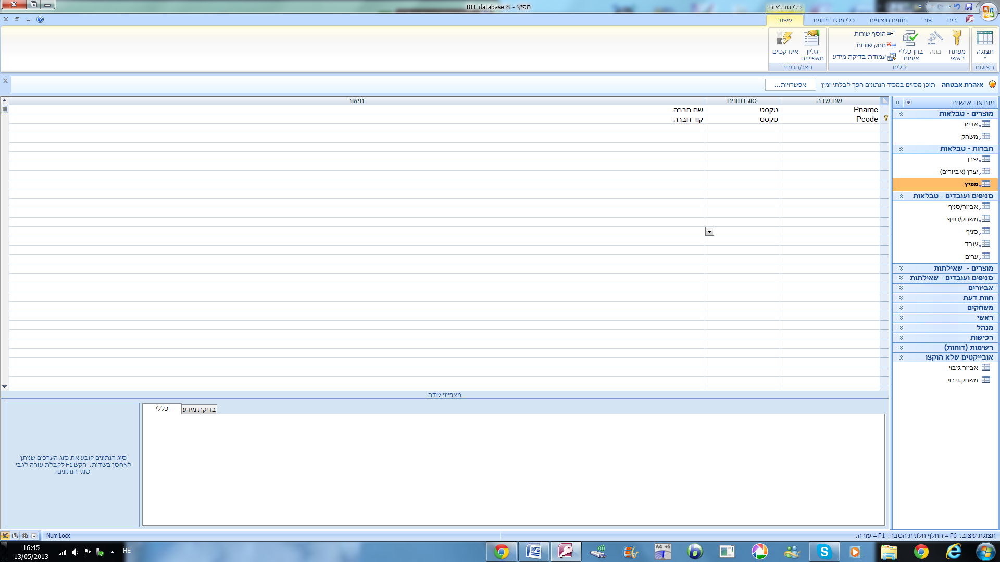 מפיץ - BIT database 8
כלי טבלאות
בית
צור
נתונים חיצוניים
כלי מסד נתונים
עיצוב
תצוגה
תצוגות
מפתח ראשי
בונה
בחן כללי אימות
הוסף שורות
מחק שורות
עמודת בדיקת מידע
כלים
גליון מאפיינים
אינדקסים
הצג/הסתר
אזהרת אבטחה תוכן מסוים במסד הנתונים הפך לבלתי זמין
אפשרויות...
מותאם אישית
מוצרים - טבלאות
אביזר
משחק
חברות - טבלאות
יצרן
יצרן (אביזרים)
מפיץ
סניפים ועובדים - טבלאות
אביזר/סניף
משחק/סניף
סניף
עובד
ערים
מוצרים - שאילתות
סניפים ועובדים - שאילתות
אביזרים
חוות דעת
משחקים
ראשי
מנהל
רכישות
רשימות (דוחות)
אובייקטים שלא הוקצו
אביזר גיבוי
משחק גיבוי
שם שדה סוג נתונים תיאור
Pname טקסט שם חברה
Pcode טקסט קוד חברה
מאפייני שדה
כללי
בדיקת מידע
סוג הנתונים קובע את סוג הערכים שניתן
לאחסן בשדות. הקש F1 לקבלת עזרה לגבי
סוגי הנתונים.
תצוגת עיצוב. F6 = החלף חלונית הסבר. F1 = עזרה.
Num Lock
A4 +5
HE
16:45
13/05/2013